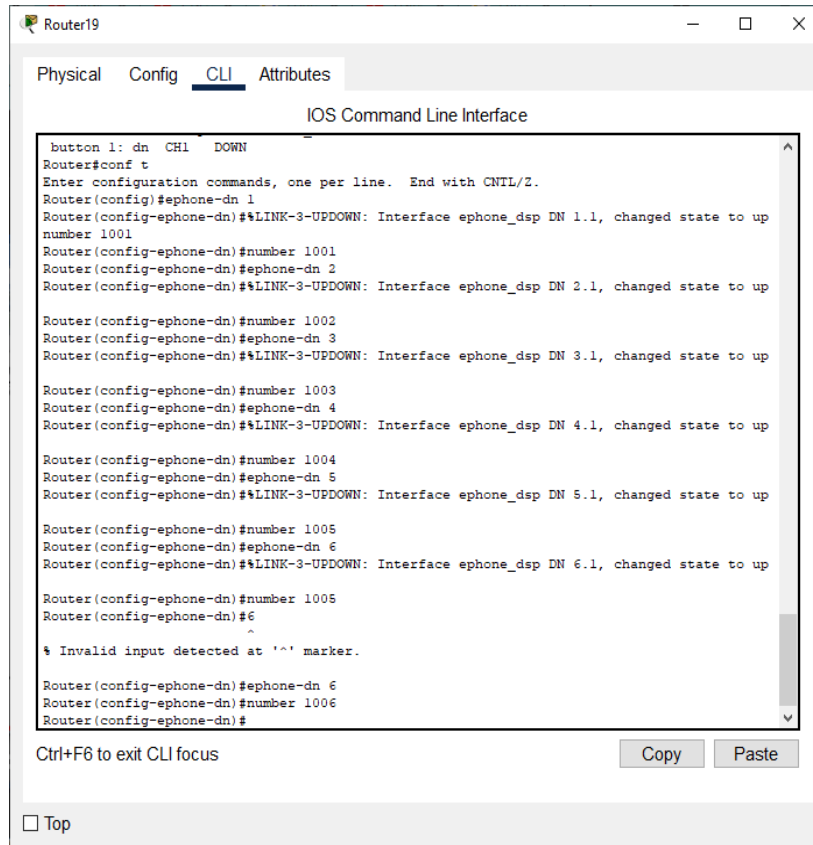 Router19
Physical Config CLI Attributes
IOS Command Line Interface
button 1: dn CH1 DOWN
Router#conf t
Enter configuration commands, one per line. End with CNTL/Z.
Router(config)#ephone-dn 1
Router(config-ephone-dn)#%LINK-3-UPDOWN: Interface ephone_dsp DN 1.1, changed state to up
number 1001
Router(config-ephone-dn)#number 1001
Router(config-ephone-dn)#ephone-dn 2
Router(config-ephone-dn)#%LINK-3-UPDOWN: Interface ephone_dsp DN 2.1, changed state to up
Router(config-ephone-dn)#number 1002
Router(config-ephone-dn)#ephone-dn 3
Router(config-ephone-dn)#%LINK-3-UPDOWN: Interface ephone_dsp DN 3.1, changed state to up
Router(config-ephone-dn)#number 1003
Router(config-ephone-dn)#ephone-dn 4
Router(config-ephone-dn)#%LINK-3-UPDOWN: Interface ephone_dsp DN 4.1, changed state to up
Router(config-ephone-dn)#number 1004
Router(config-ephone-dn)#ephone-dn 5
Router(config-ephone-dn)#%LINK-3-UPDOWN: Interface ephone_dsp DN 5.1, changed state to up
Router(config-ephone-dn)#number 1005
Router(config-ephone-dn)#ephone-dn 6
Router(config-ephone-dn)#%LINK-3-UPDOWN: Interface ephone_dsp DN 6.1, changed state to up
Router(config-ephone-dn)#number 1005
Router(config-ephone-dn)#6
^
% Invalid input detected at '^' marker.
Router(config-ephone-dn)#ephone-dn 6
Router(config-ephone-dn)#number 1006
Router(config-ephone-dn)#
Ctrl+F6 to exit CLI focus
Copy Paste
Top